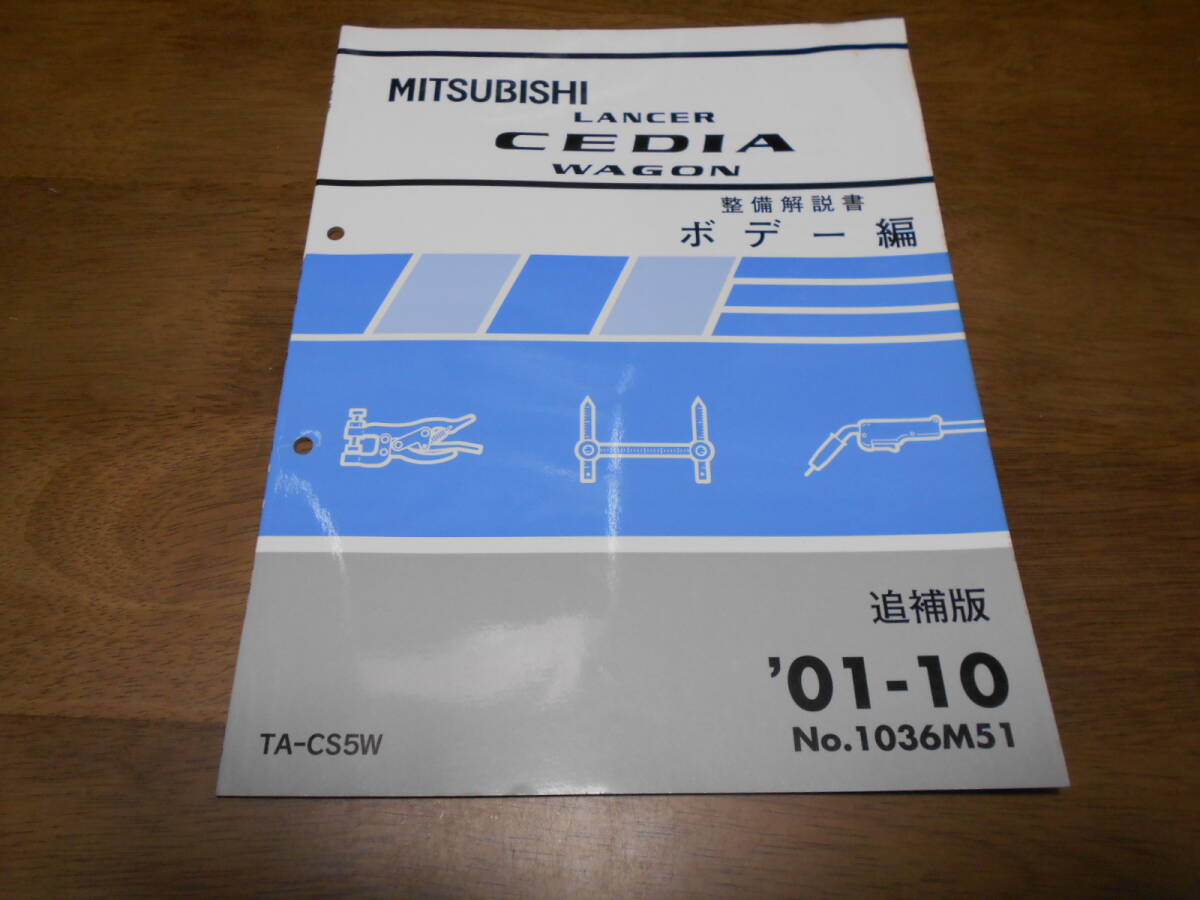 MITSUBISHI
LANCER
CEDIA
WAGON
整備解説書
ボデー編
追補版
'01-10
No.1036M51
TA-CS5W